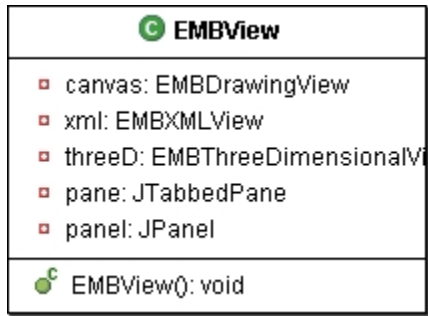 C EMBView
canvas: EMBDrawingView
xml: EMBXMLView
threeD: EMBThreeDimensionalVi
pane: JTabbedPane
panel: JPanel
C EMBView(): void